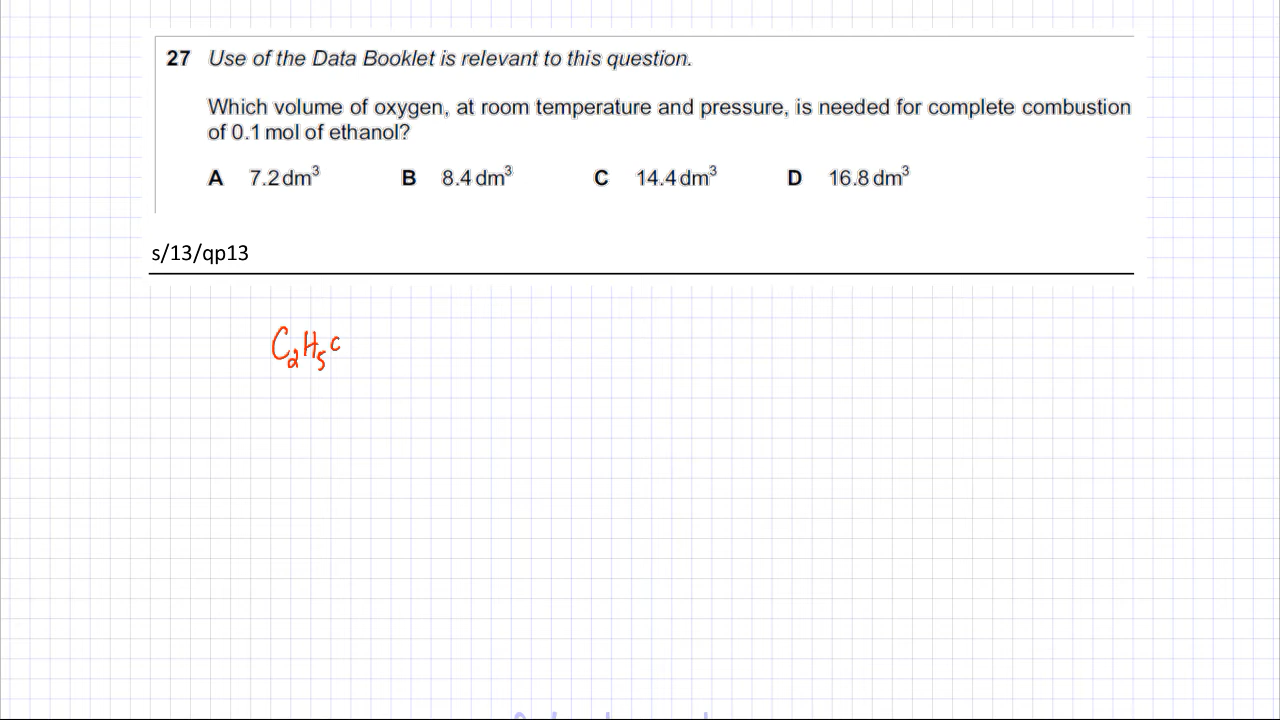 27 Use of the Data Booklet is relevant to this question.
Which volume of oxygen, at room temperature and pressure, is needed for complete combustion
of 0.1 mol of ethanol?
A 7.2 dm³ B 8.4 dm³ C 14.4 dm³ D 16.8 dm³
s/13/qp13
C₂H₅c